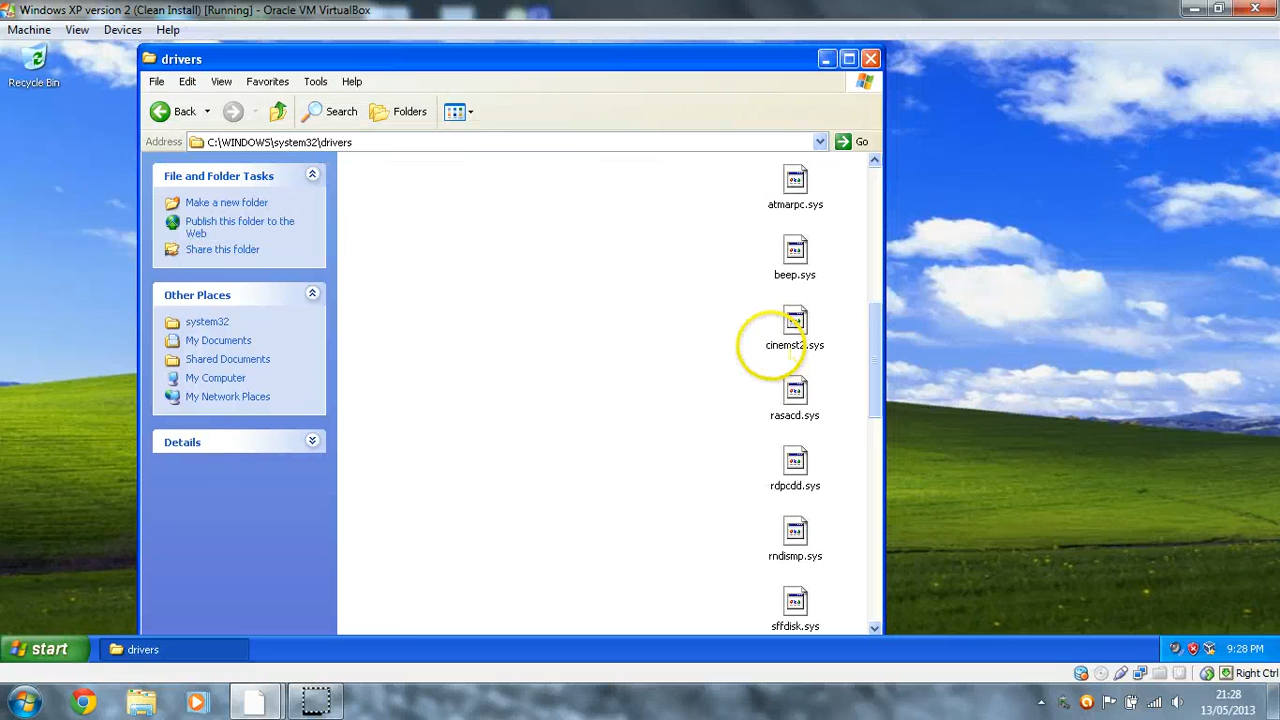 Windows XP version 2 (Clean Install) [Running] - Oracle VM VirtualBox
Machine View Devices Help
Recycle Bin
drivers
File Edit View Favorites Tools Help
Back Search Folders
Address C:\WINDOWS\system32\drivers Go
File and Folder Tasks
Make a new folder
Publish this folder to the
Web
Share this folder
Other Places
system32
My Documents
Shared Documents
My Computer
My Network Places
Details
atmarpc.sys
beep.sys
cinemst2.sys
rasacd.sys
rdpcdd.sys
rndismp.sys
sffdisk.sys
start drivers 9:28 PM
Right Ctrl
21:28
13/05/2013